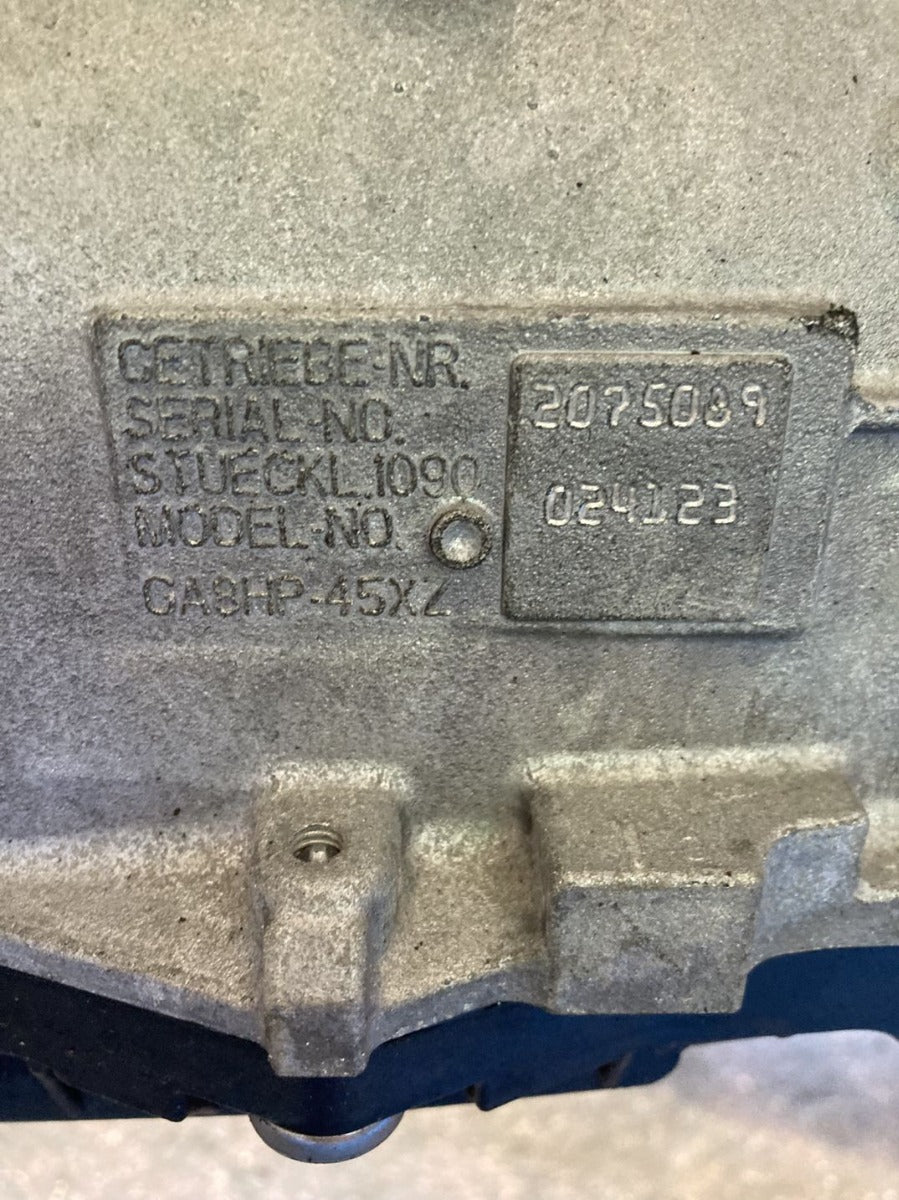 GETRIEBE-NR.
SERIAL-NO.
2075089
STUECKL.1090
MODEL-NO.
024123
GA8HP-45XZ